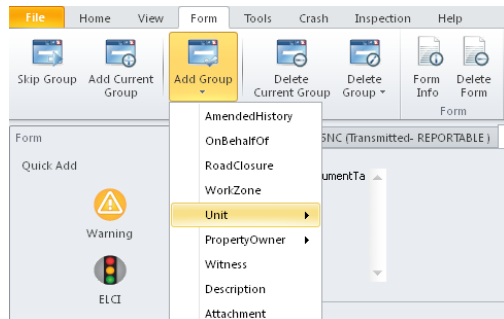 File Home View Form Tools Crash Inspection Help
Skip Group Add Current Group Add Group Delete Current Group Delete Group Form Info Delete Form
Form
Form
SNC (Transmitted- REPORTABLE )
Quick Add
umentTa
Warning
ELCI
AmendedHistory
OnBehalfOf
RoadClosure
WorkZone
Unit
PropertyOwner
Witness
Description
Attachment